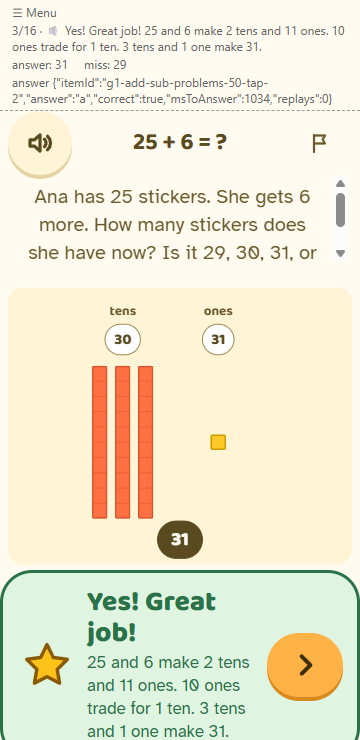 ☰ Menu
3/16 · 🔊 Yes! Great job! 25 and 6 make 2 tens and 11 ones. 10
ones trade for 1 ten. 3 tens and 1 one make 31.
answer: 31 miss: 29
answer {"itemId":"g1-add-sub-problems-50-tap-
2","answer":"a","correct":true,"msToAnswer":1034,"replays":0}
25 + 6 = ?
Ana has 25 stickers. She gets 6
more. How many stickers does
she have now? Is it 29, 30, 31, or
tens ones
30 31
31
Yes! Great
job!
25 and 6 make 2 tens
and 11 ones. 10 ones
trade for 1 ten. 3 tens
and 1 one make 31.